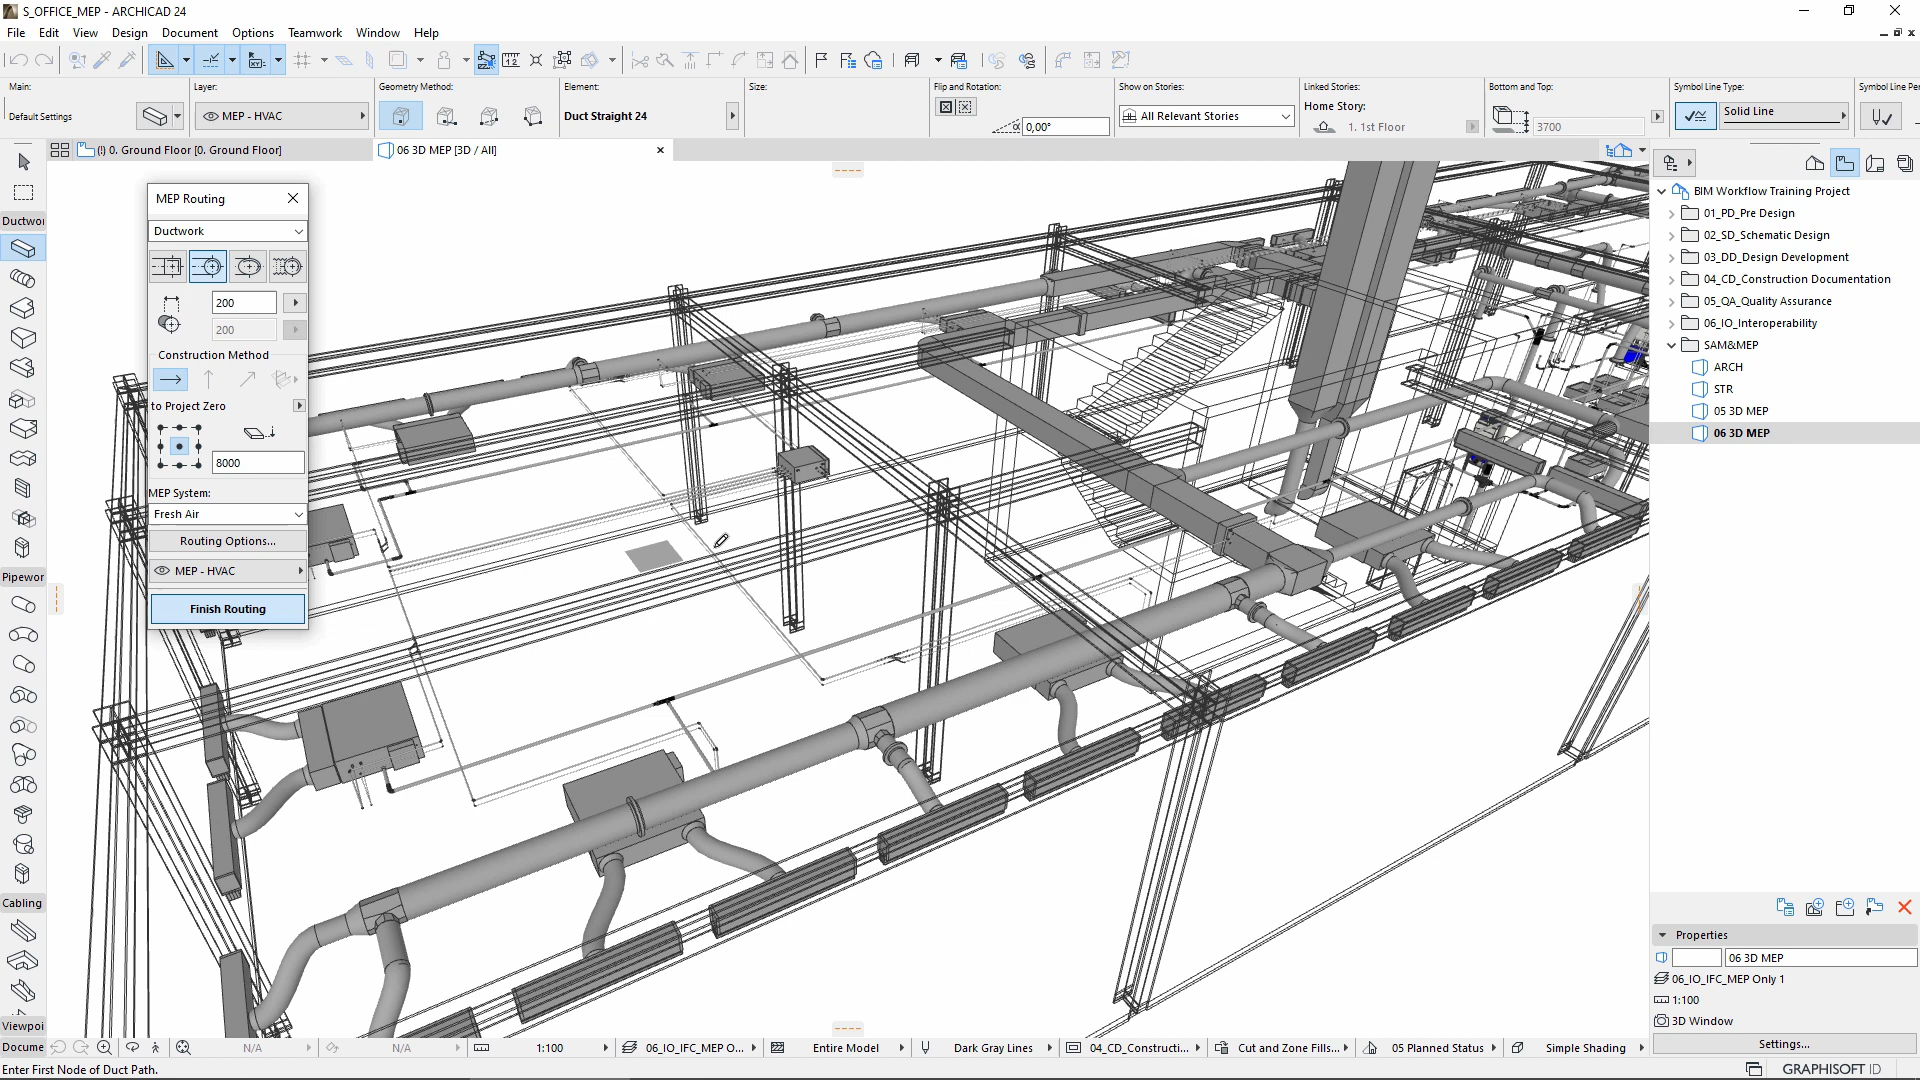 S_OFFICE_MEP - ARCHICAD 24
File Edit View Design Document Options Teamwork Window Help
Main: Layer: Geometry Method: Element: Size: Flip and Rotation: Show on Stories: Linked Stories: Bottom and Top: Symbol Line Type: Symbol Line Per
Default Settings MEP - HVAC Duct Straight 24 α 0,00° All Relevant Stories Home Story: 1. 1st Floor 3700 Solid Line
(!) 0. Ground Floor [0. Ground Floor] 06 3D MEP [3D / All]
Ductwor
Pipewor
Cabling
Viewpoi
Docume
MEP Routing
Ductwork
200
200
Construction Method
to Project Zero
8000
MEP System:
Fresh Air
Routing Options...
MEP - HVAC
Finish Routing
BIM Workflow Training Project
01_PD_Pre Design
02_SD_Schematic Design
03_DD_Design Development
04_CD_Construction Documentation
05_QA_Quality Assurance
06_IO_Interoperability
SAM&MEP
ARCH
STR
05 3D MEP
06 3D MEP
Properties
06 3D MEP
06_IO_IFC_MEP Only 1
1:100
3D Window
Settings...
N/A N/A 1:100 06_IO_IFC_MEP O... Entire Model Dark Gray Lines 04_CD_Constructi... Cut and Zone Fills... 05 Planned Status Simple Shading
Enter First Node of Duct Path.
GRAPHISOFT ID